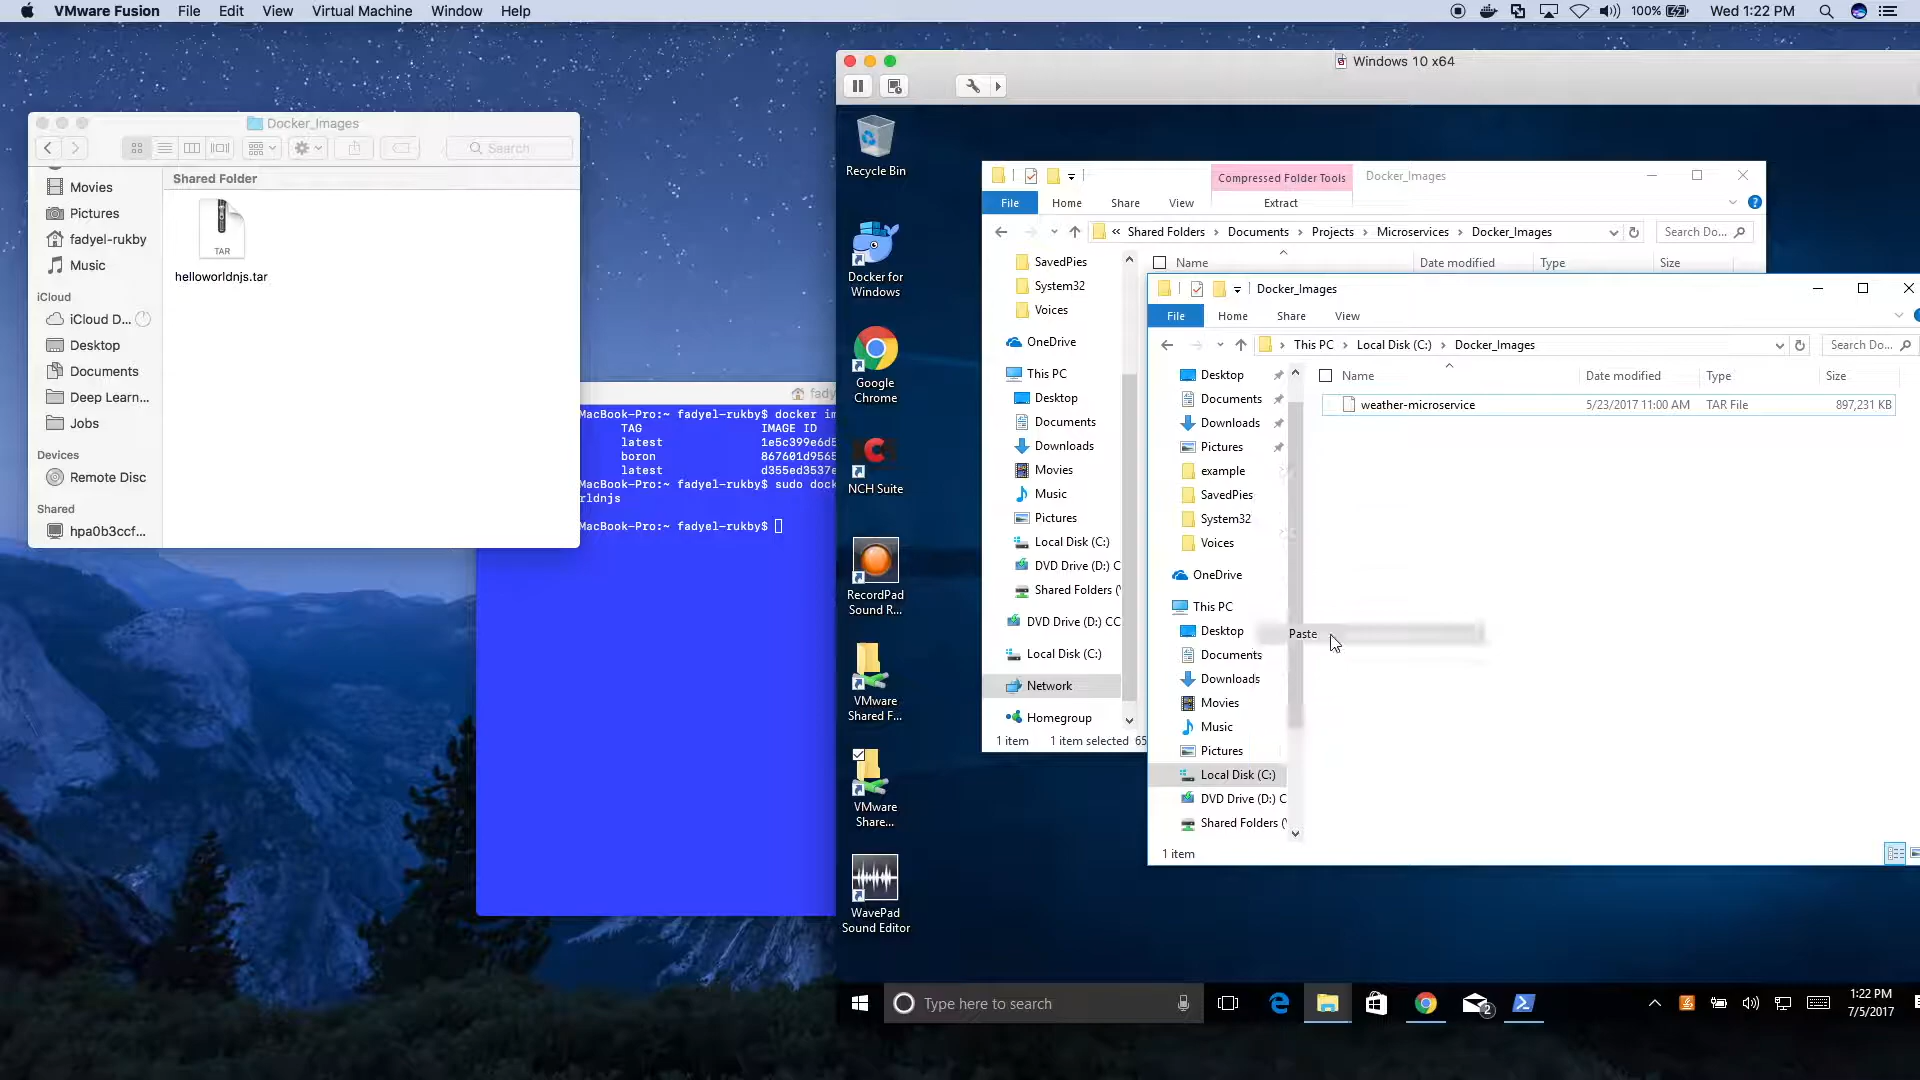 VMware Fusion File Edit View Virtual Machine Window Help
100% Wed 1:22 PM
Docker_Images
Search
Movies
Pictures
fadyel-rukby
Music
iCloud
iCloud D...
Desktop
Documents
Deep Learn...
Jobs
Devices
Remote Disc
Shared
hpa0b3ccf...
Shared Folder
TAR
helloworldnjs.tar
MacBook-Pro:~ fadyel-rukby$ docker im
TAG IMAGE ID
latest 1e5c399e6d5
boron 867601d9565
latest d355ed3537e
MacBook-Pro:~ fadyel-rukby$ sudo dock
rldnjs
MacBook-Pro:~ fadyel-rukby$
Windows 10 x64
Recycle Bin
Docker for
Windows
Google
Chrome
NCH Suite
RecordPad
Sound R...
VMware
Shared F...
VMware
Share...
WavePad
Sound Editor
Compressed Folder Tools Docker_Images
File Home Share View Extract
« Shared Folders Documents Projects Microservices Docker_Images Search Do...
Name Date modified Type Size
SavedPies
System32
Voices
OneDrive
This PC
Desktop
Documents
Downloads
Movies
Music
Pictures
Local Disk (C:)
DVD Drive (D:) C
Shared Folders (
DVD Drive (D:) CC
Local Disk (C:)
Network
Homegroup
1 item 1 item selected 65
Docker_Images
File Home Share View
This PC Local Disk (C:) Docker_Images Search Do...
Name Date modified Type Size
weather-microservice 5/23/2017 11:00 AM TAR File 897,231 KB
Desktop
Documents
Downloads
Pictures
example
SavedPies
System32
Voices
OneDrive
This PC
Desktop
Documents
Downloads
Movies
Music
Pictures
Local Disk (C:)
DVD Drive (D:) C
Shared Folders (
Paste
1 item
Type here to search
2
1:22 PM
7/5/2017